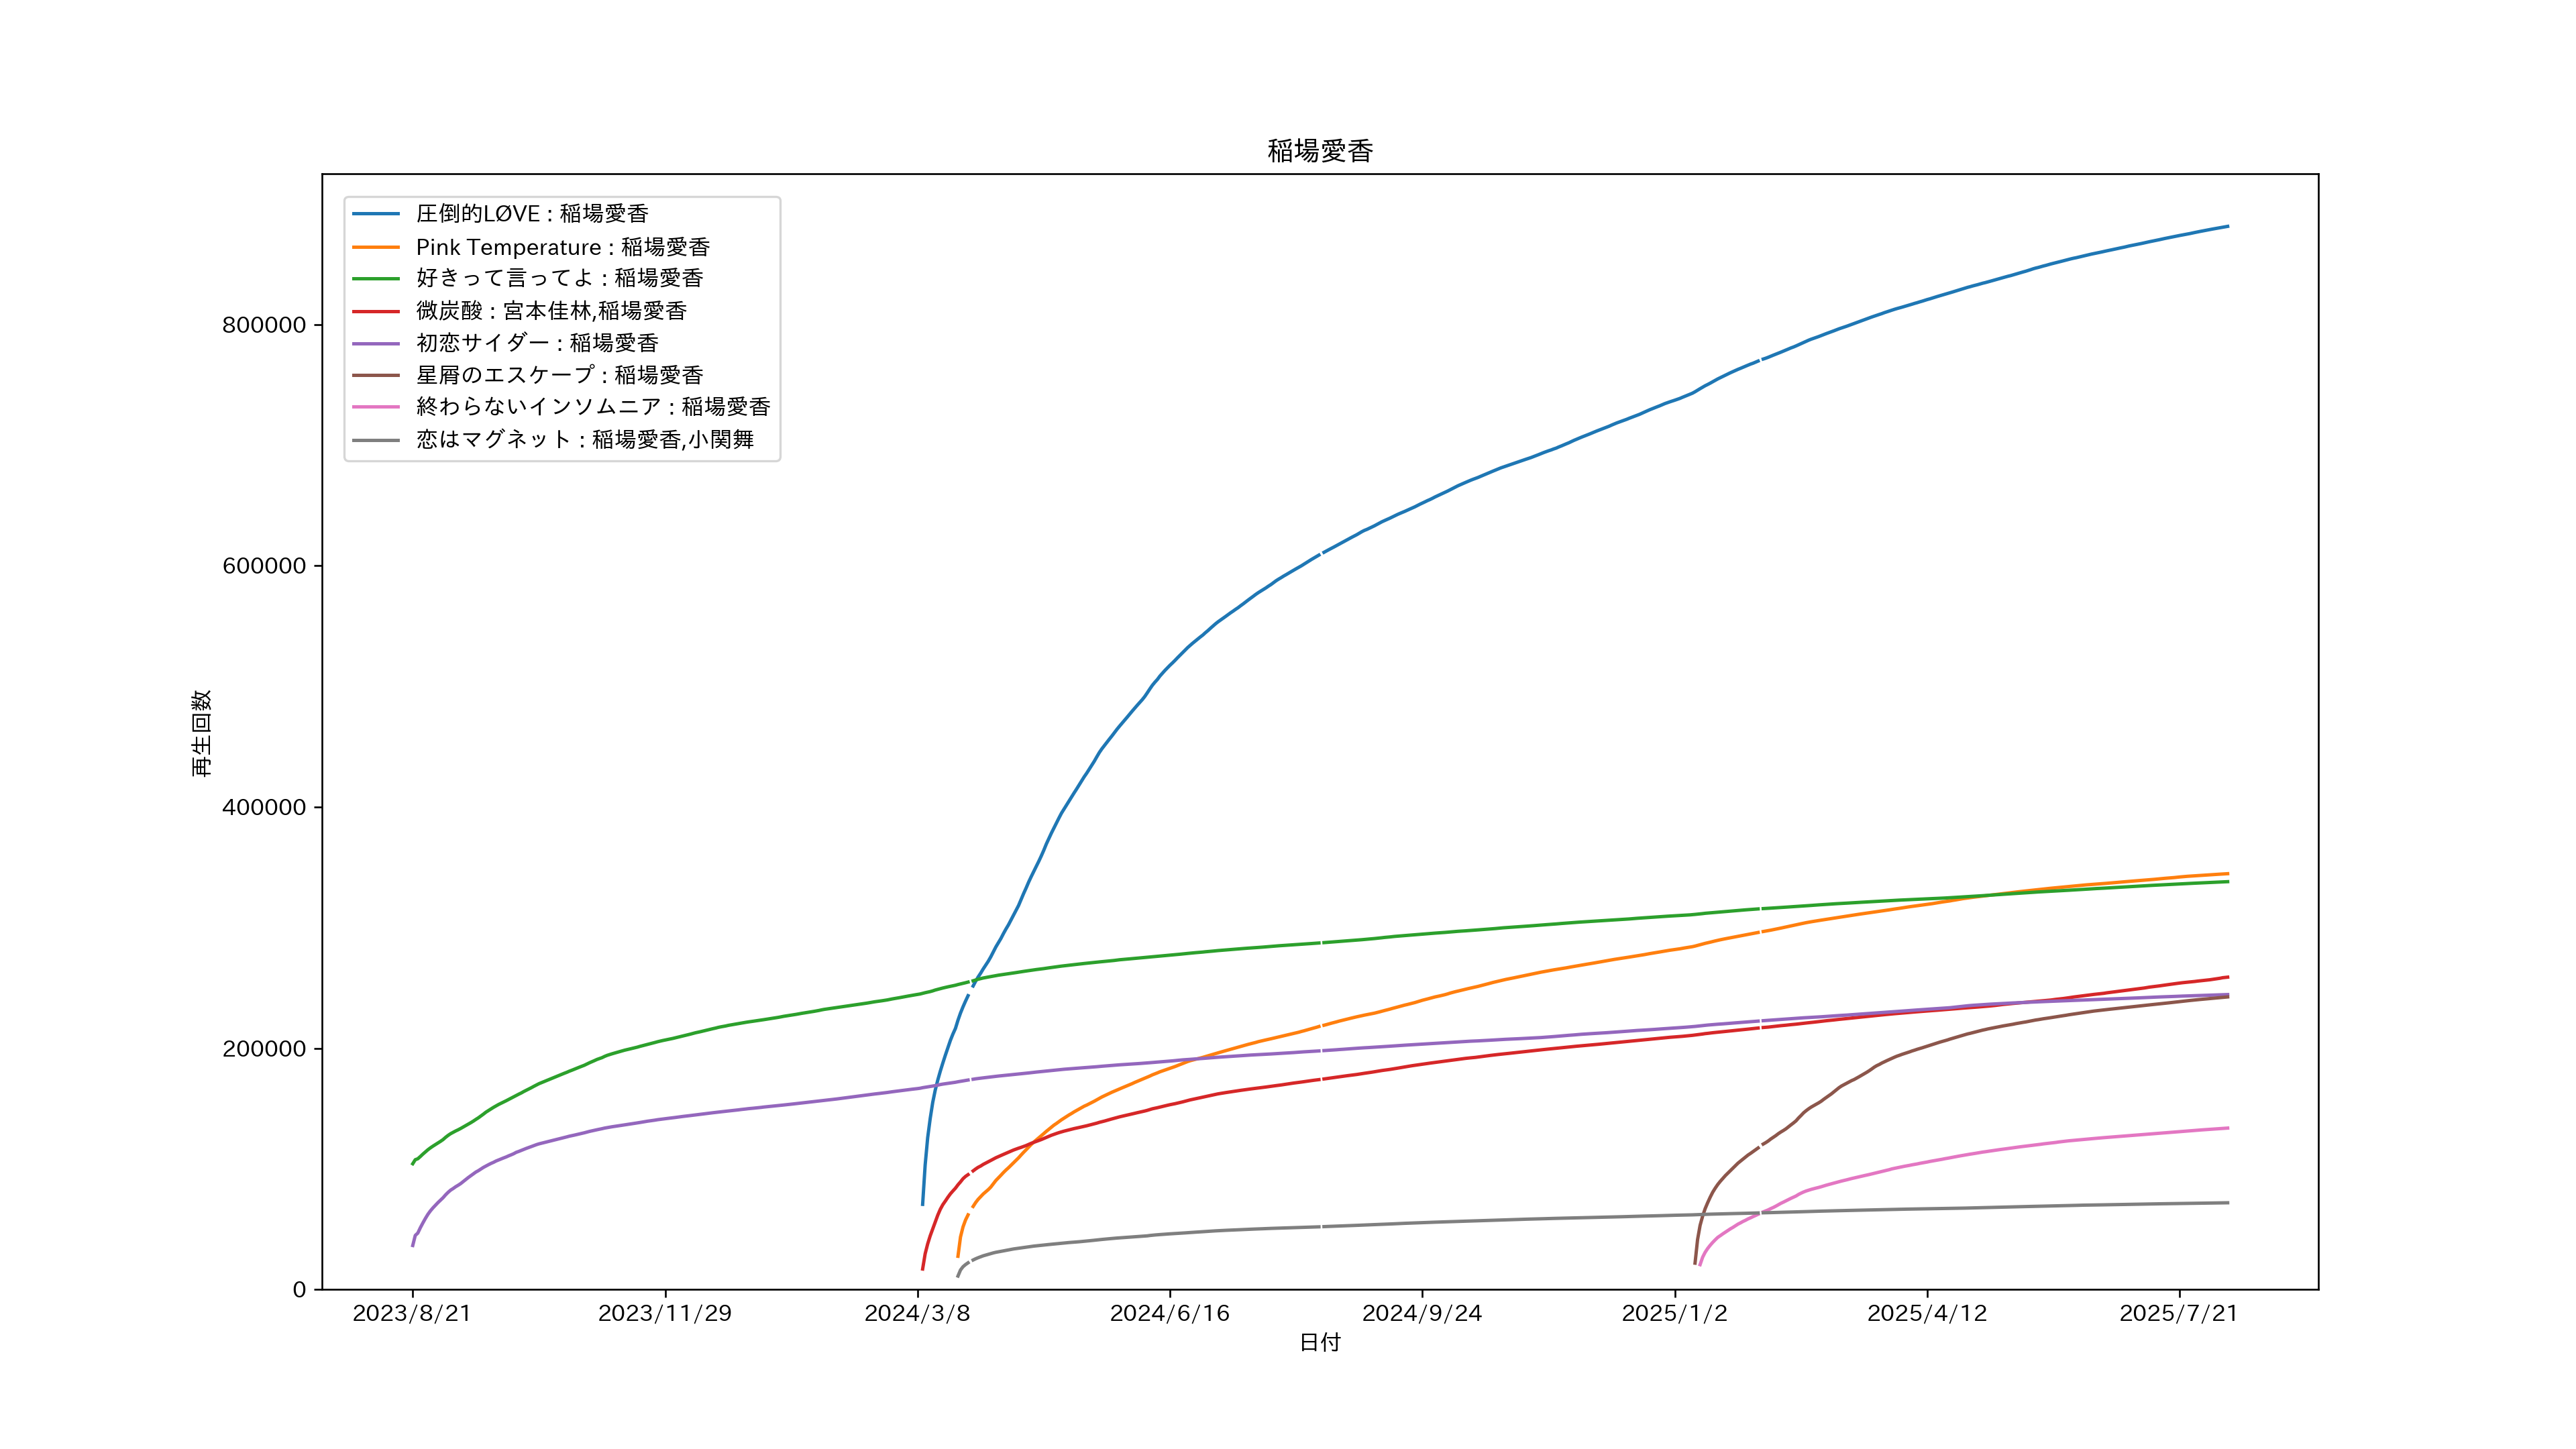 稲場愛香
圧倒的LØVE : 稲場愛香
Pink Temperature : 稲場愛香
好きって言ってよ : 稲場愛香
微炭酸 : 宮本佳林,稲場愛香
初恋サイダー : 稲場愛香
星屑のエスケープ : 稲場愛香
終わらないインソムニア : 稲場愛香
恋はマグネット : 稲場愛香,小関舞
800000
600000
400000
200000
0
再生回数
2023/8/21 2023/11/29 2024/3/8 2024/6/16 2024/9/24 2025/1/2 2025/4/12 2025/7/21
日付